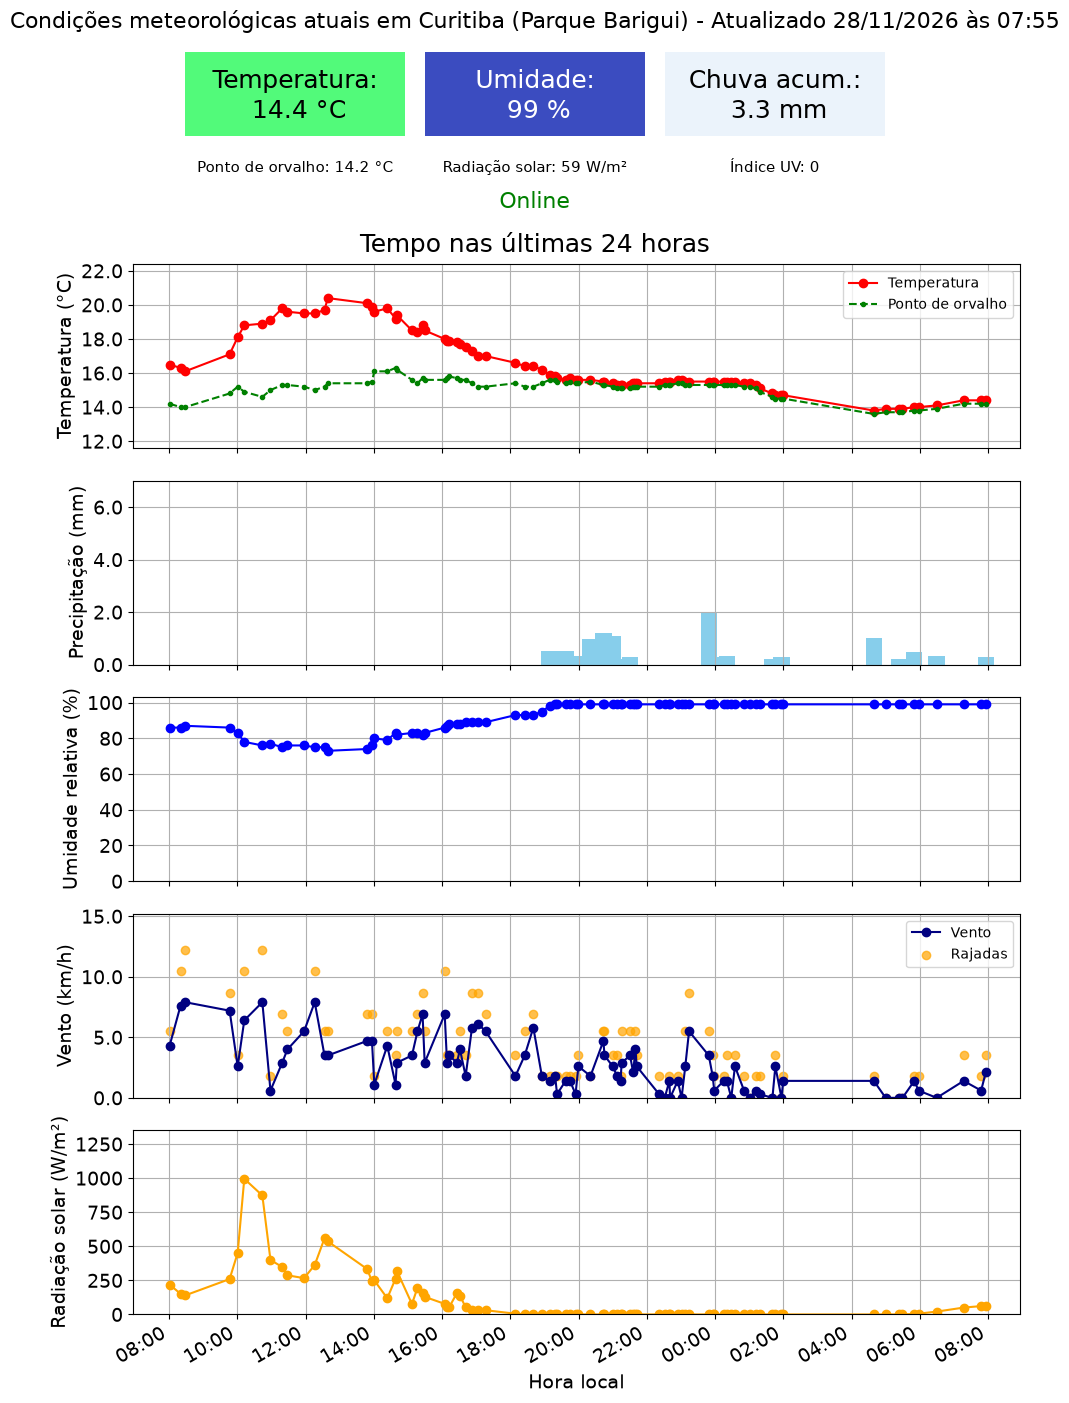 Condições meteorológicas atuais em Curitiba (Parque Barigui) - Atualizado 28/11/2026 às 07:55
Temperatura:
14.4 °C
Umidade:
99 %
Chuva acum.:
3.3 mm
Ponto de orvalho: 14.2 °C
Radiação solar: 59 W/m²
Índice UV: 0
Online
Tempo nas últimas 24 horas
Temperatura (°C)
22.0
20.0
18.0
16.0
14.0
12.0
Temperatura
Ponto de orvalho
Precipitação (mm)
6.0
4.0
2.0
0.0
Umidade relativa (%)
100
80
60
40
20
0
Vento (km/h)
15.0
10.0
5.0
0.0
Vento
Rajadas
Radiação solar (W/m²)
1250
1000
750
500
250
0
08:00
10:00
12:00
14:00
16:00
18:00
20:00
22:00
00:00
02:00
04:00
06:00
08:00
Hora local